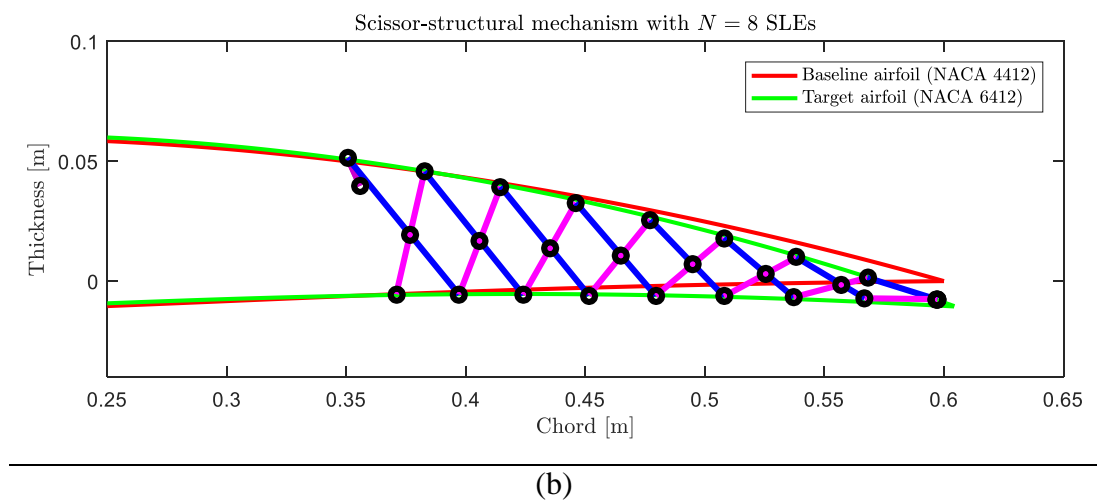 Scissor-structural mechanism with N = 8 SLEs
0.1
Baseline airfoil (NACA 4412)
Target airfoil (NACA 6412)
0.05
Thickness [m]
0
0.25 0.3 0.35 0.4 0.45 0.5 0.55 0.6 0.65
Chord [m]
(b)